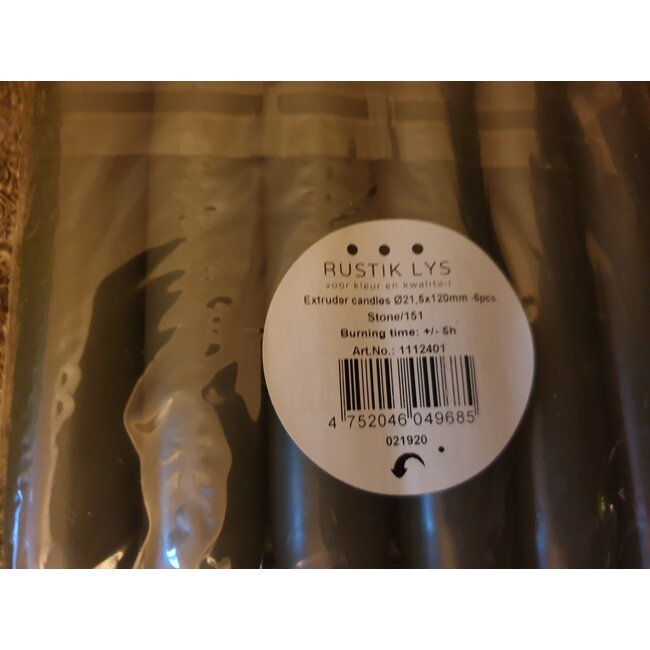 RUSTIK LYS
voor kleur en kwaliteit
Extruder candles Ø21,5x120mm -6pcs.
Stone/151
Burning time: +/- 5h
Art.No.: 1112401
4 752046 049685
021920